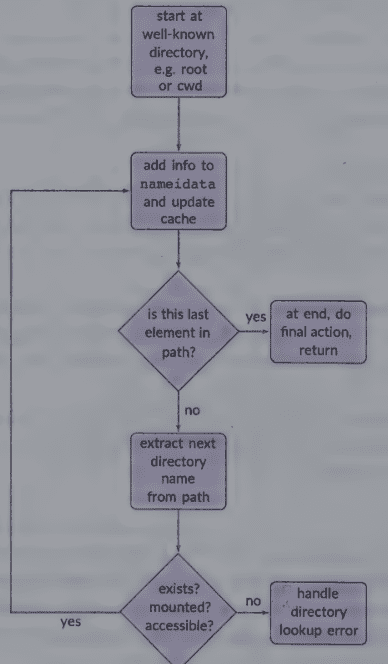 start at
well-known
directory,
e.g. root
or cwd
add info to
nameidata
and update
cache
is this last
element in
path?
yes
at end, do
final action,
return
no
extract next
directory
name
from path
exists?
mounted?
accessible?
no
handle
directory
lookup error
yes